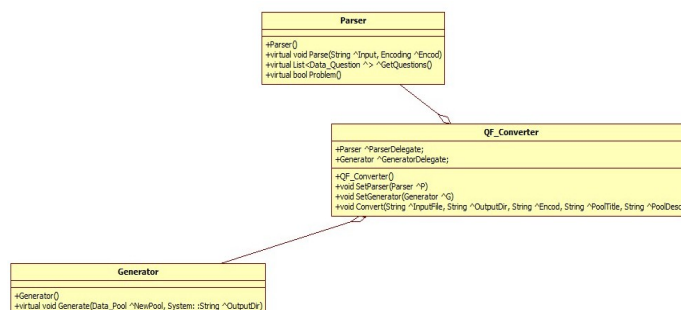 Parser
+Parser()
+virtual void Parse(String ^Input, Encoding ^Encod)
+virtual List<Data_Question ^> ^GetQuestions()
+virtual bool Problem()
QF_Converter
+Parser ^ParserDelegate;
+Generator ^GeneratorDelegate;
+QF_Converter()
+void SetParser(Parser ^P)
+void SetGenerator(Generator ^G)
+void Convert(String ^InputFile, String ^OutputDir, String ^Encod, String ^PoolTitle, String ^PoolDesc
Generator
+Generator()
+virtual void Generate(Data_Pool ^NewPool, System: :String ^OutputDir)